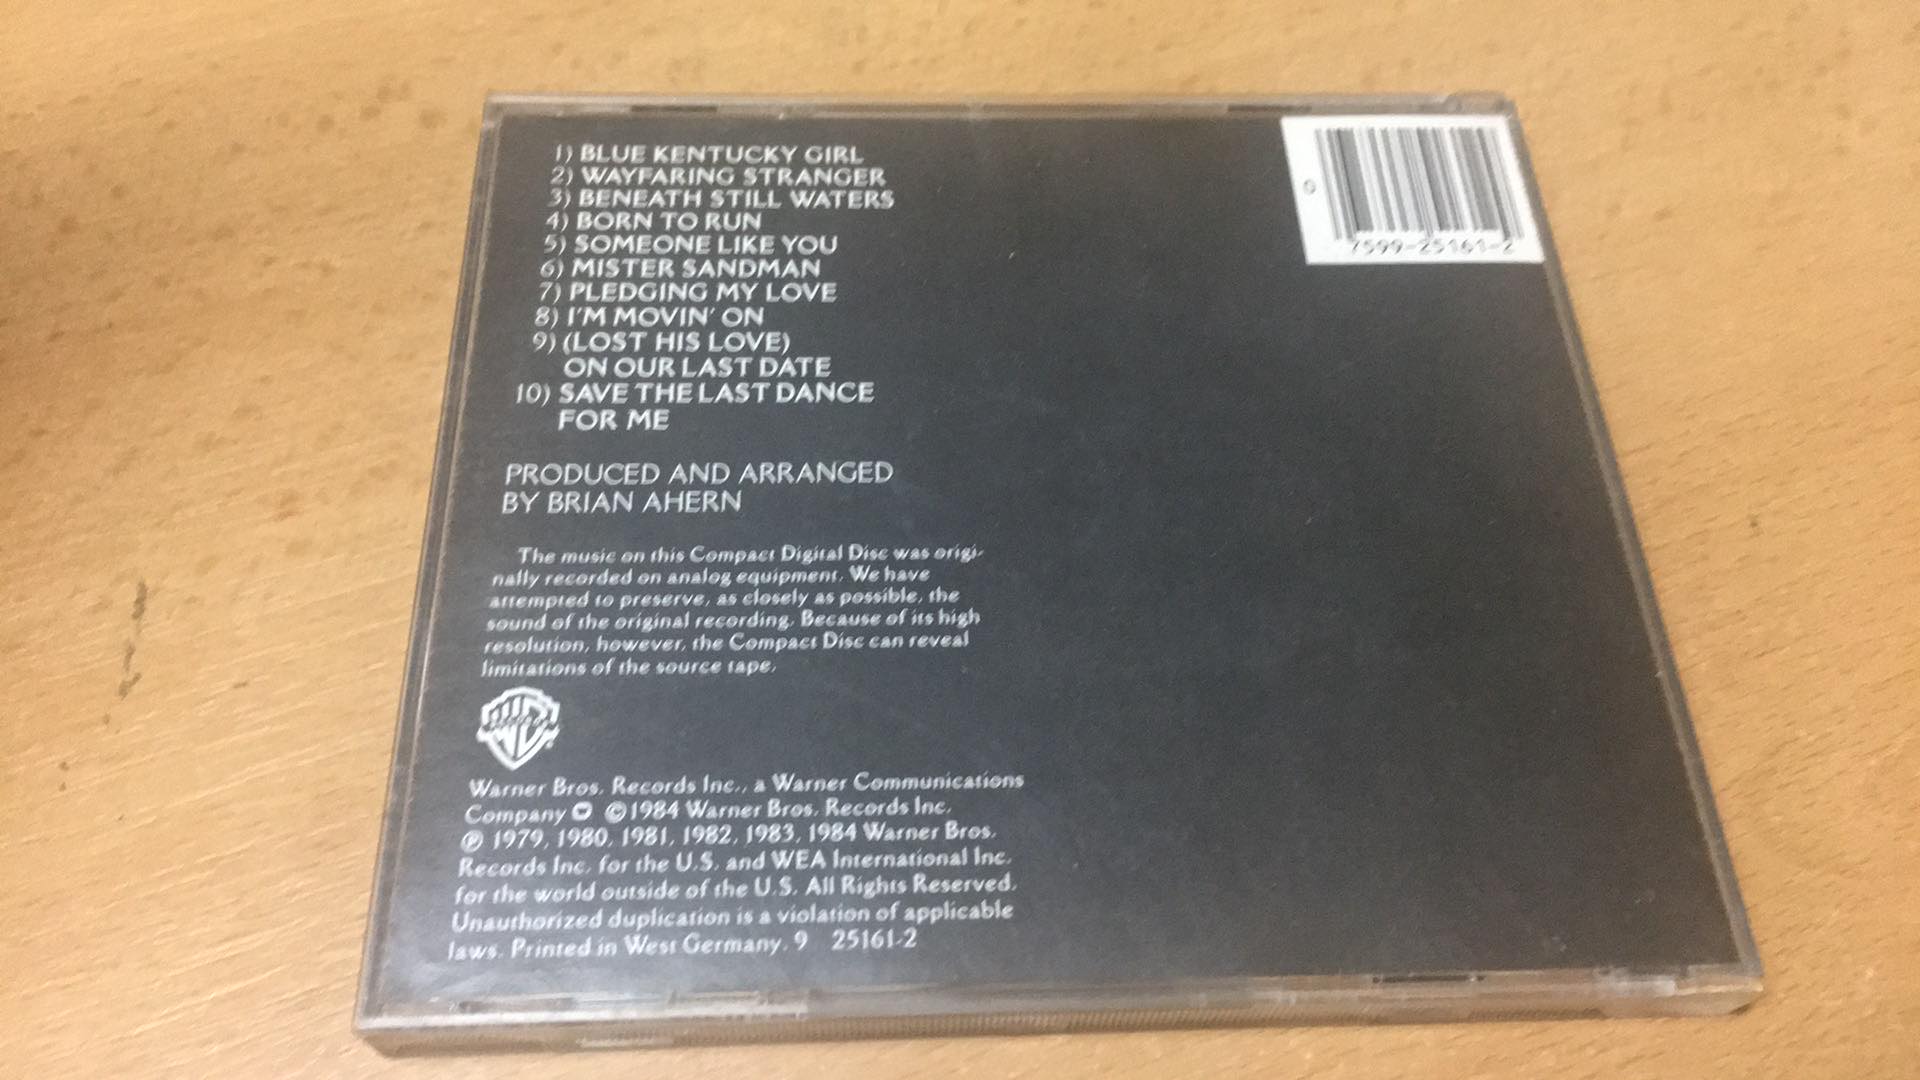 1) BLUE KENTUCKY GIRL
2) WAYFARING STRANGER
3) BENEATH STILL WATERS
4) BORN TO RUN
5) SOMEONE LIKE YOU
6) MISTER SANDMAN
7) PLEDGING MY LOVE
8) I'M MOVIN' ON
9) (LOST HIS LOVE)
ON OUR LAST DATE
10) SAVE THE LAST DANCE
FOR ME
0
7599-25161-2
PRODUCED AND ARRANGED
BY BRIAN AHERN
The music on this Compact Digital Disc was origi-
nally recorded on analog equipment. We have
attempted to preserve, as closely as possible, the
sound of the original recording. Because of its high
resolution, however, the Compact Disc can reveal
limitations of the source tape.
Warner Bros. Records Inc., a Warner Communications
Company ©1984 Warner Bros. Records Inc.
℗ 1979, 1980, 1981, 1982, 1983, 1984 Warner Bros.
Records Inc. for the U.S. and WEA International Inc.
for the world outside of the U.S. All Rights Reserved.
Unauthorized duplication is a violation of applicable
laws. Printed in West Germany. 9 25161-2